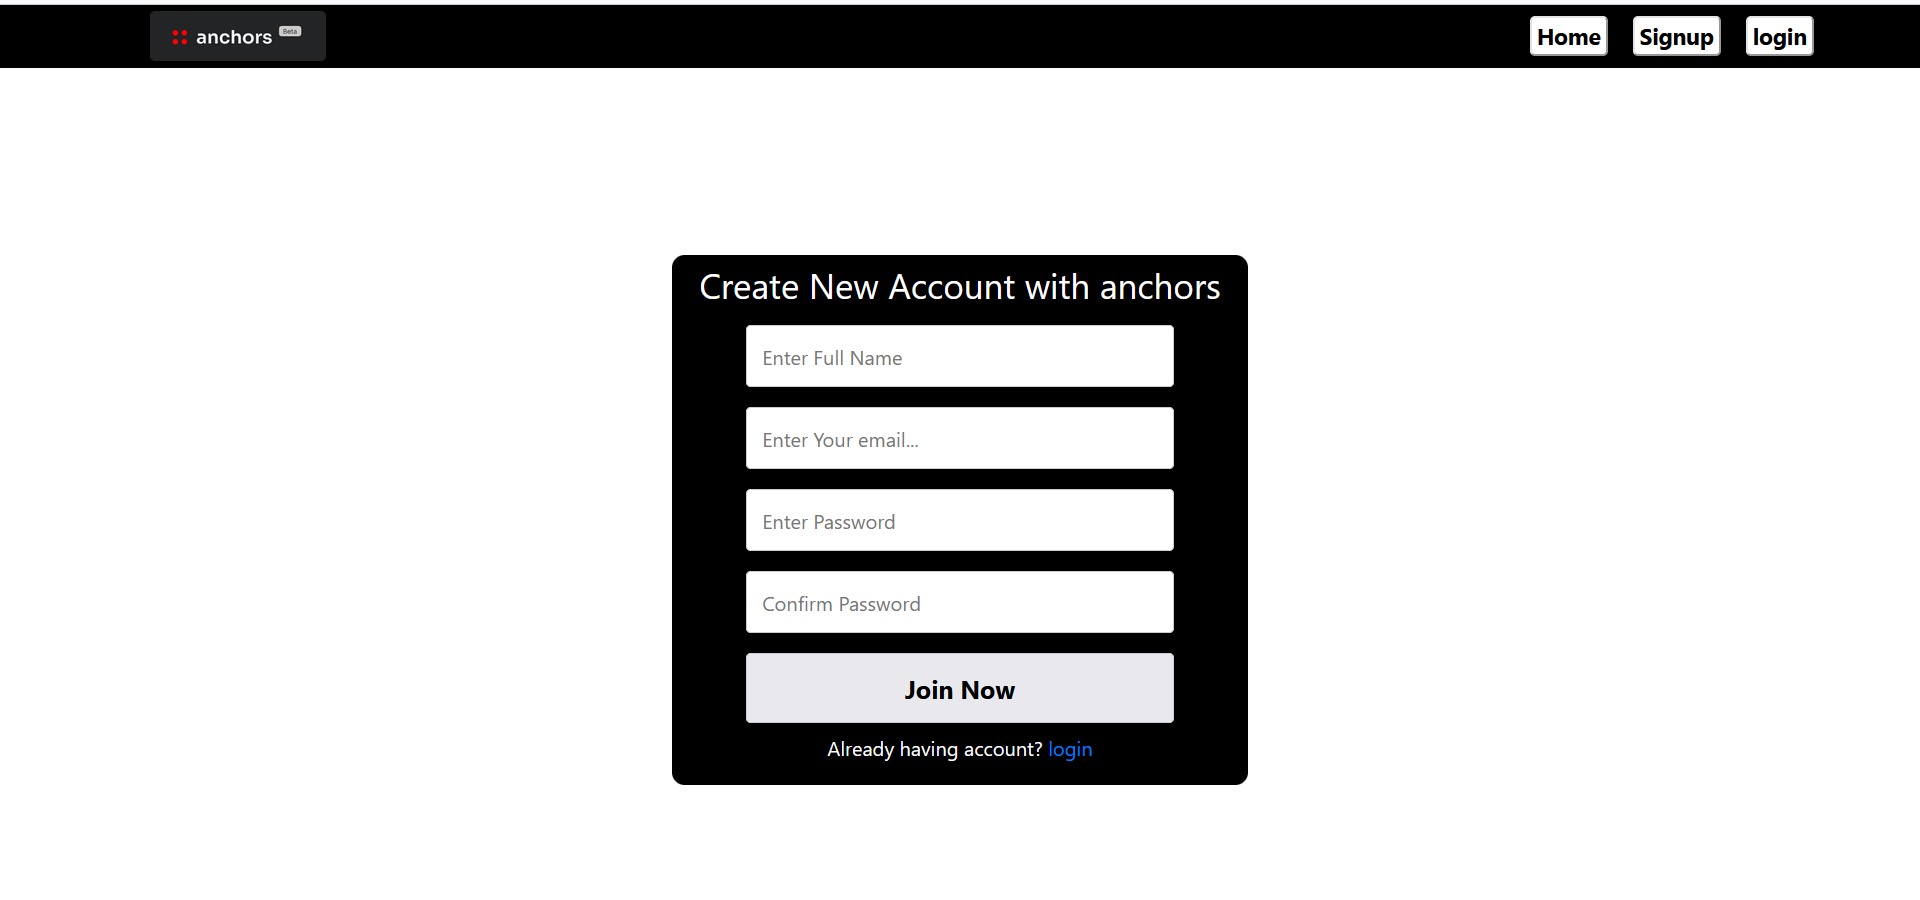 anchors Beta
Home Signup login
Create New Account with anchors
Enter Full Name
Enter Your email...
Enter Password
Confirm Password
Join Now
Already having account? login